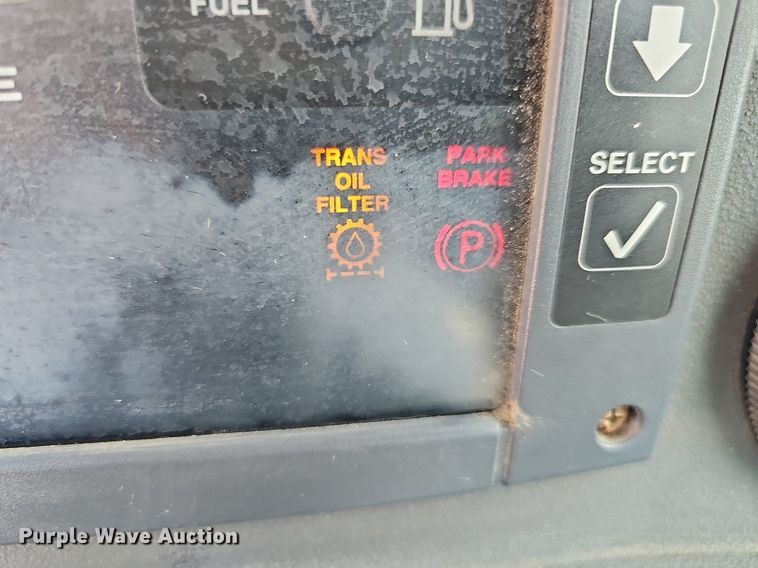 FUEL
E
TRANS
OIL
FILTER
PARK
BRAKE
P
SELECT
Purple Wave Auction